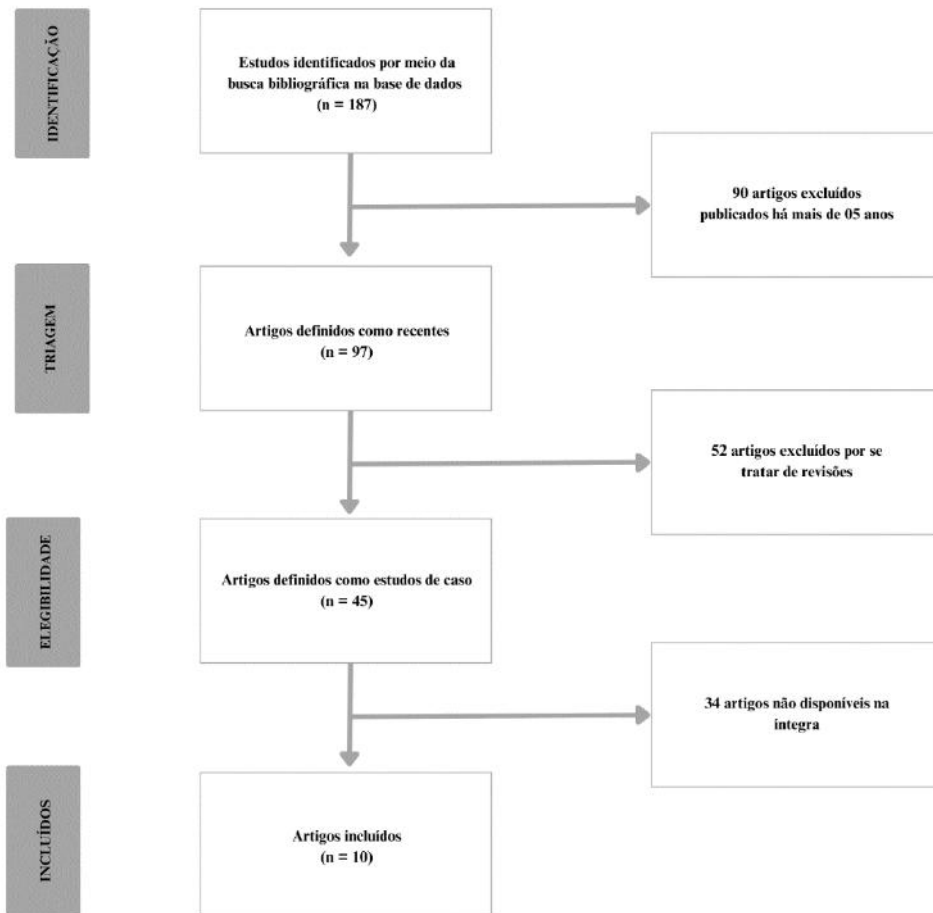 IDENTIFICAÇÃO
Estudos identificados por meio da
busca bibliográfica na base de dados
(n = 187)
90 artigos excluídos
publicados há mais de 05 anos
TRIAGEM
Artigos definidos como recentes
(n = 97)
52 artigos excluídos por se
tratar de revisões
ELEGIBILIDADE
Artigos definidos como estudos de caso
(n = 45)
34 artigos não disponíveis na
íntegra
INCLUÍDOS
Artigos incluídos
(n = 10)